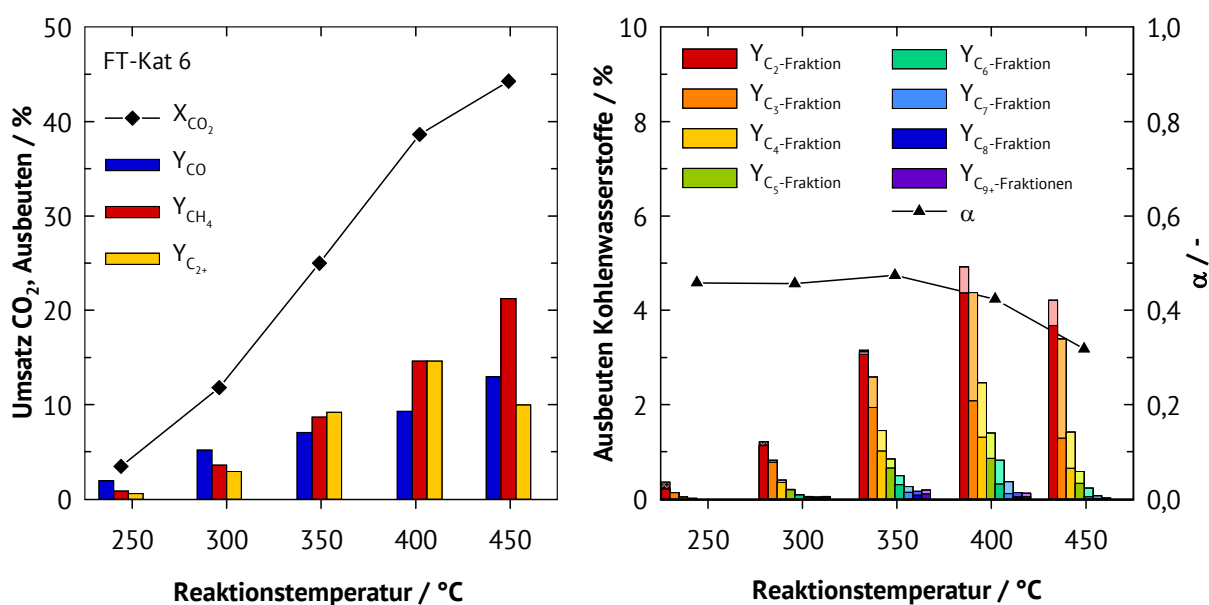 50
40
30
20
10
0
Umsatz CO₂, Ausbeuten / %
FT-Kat 6
X_CO₂
Y_CO
Y_CH₄
Y_C₂₊
250 300 350 400 450
Reaktionstemperatur / °C
10
8
6
4
2
0
Ausbeuten Kohlenwasserstoffe / %
Y_C₂-Fraktion
Y_C₃-Fraktion
Y_C₄-Fraktion
Y_C₅-Fraktion
Y_C₆-Fraktion
Y_C₇-Fraktion
Y_C₈-Fraktion
Y_C₉₊-Fraktionen
α
1,0
0,8
0,6
0,4
0,2
0,0
α / -
250 300 350 400 450
Reaktionstemperatur / °C